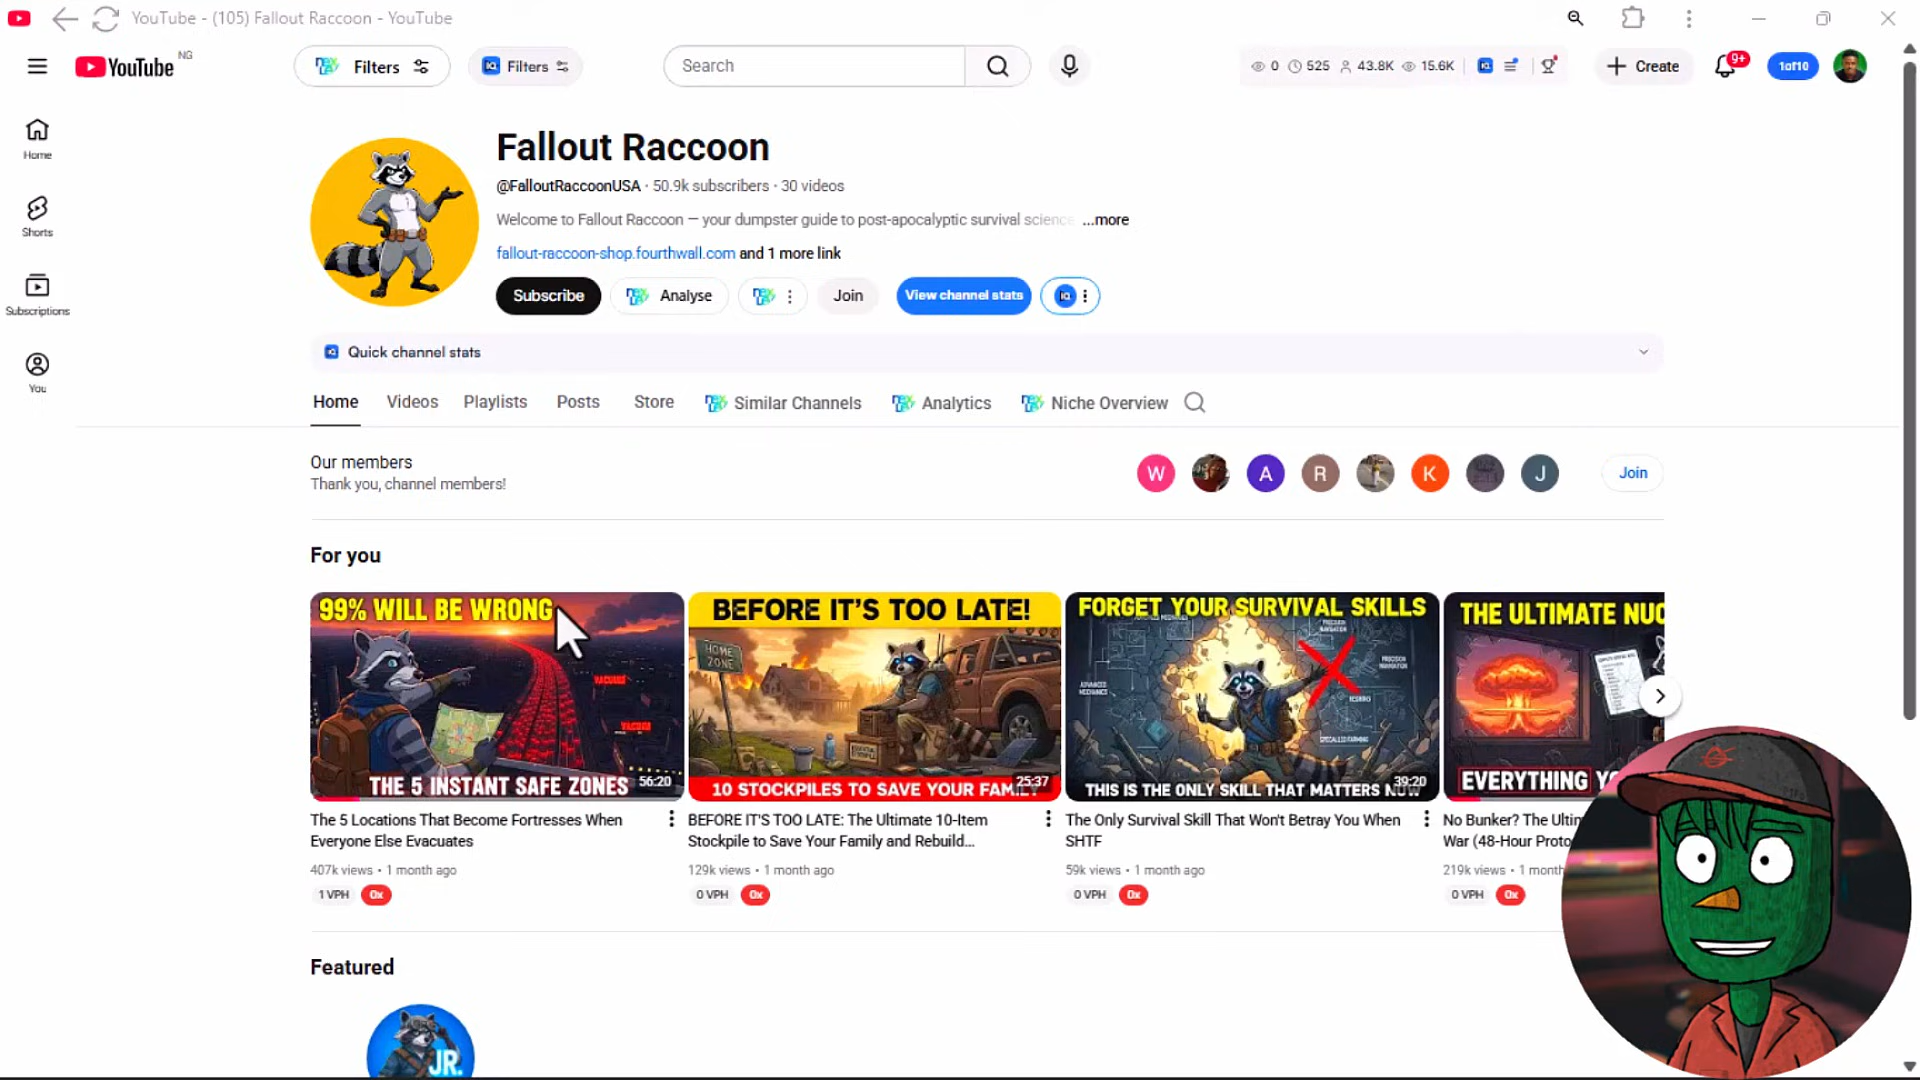 YouTube - (105) Fallout Raccoon - YouTube
YouTube NG
Filters
Filters
Search
0 525 43.8K 15.6K
Create
9+
1of10
Home
Shorts
Subscriptions
You
Fallout Raccoon
@FalloutRaccoonUSA · 50.9k subscribers · 30 videos
Welcome to Fallout Raccoon — your dumpster guide to post-apocalyptic survival science ...more
fallout-raccoon-shop.fourthwall.com and 1 more link
Subscribe
Analyse
Join
View channel stats
Quick channel stats
Home
Videos
Playlists
Posts
Store
Similar Channels
Analytics
Niche Overview
Our members
Thank you, channel members!
W
A
R
K
J
Join
For you
99% WILL BE WRONG
THE 5 INSTANT SAFE ZONES
56:20
BEFORE IT'S TOO LATE!
HOME ZONE
10 STOCKPILES TO SAVE YOUR FAMILY
25:37
FORGET YOUR SURVIVAL SKILLS
THIS IS THE ONLY SKILL THAT MATTERS NOW
39:20
THE ULTIMATE NUC
EVERYTHING YO
The 5 Locations That Become Fortresses When
Everyone Else Evacuates
407k views • 1 month ago
1 VPH 0x
BEFORE IT'S TOO LATE: The Ultimate 10-Item
Stockpile to Save Your Family and Rebuild...
129k views • 1 month ago
0 VPH 0x
The Only Survival Skill That Won't Betray You When
SHTF
59k views • 1 month ago
0 VPH 0x
No Bunker? The Ultim
War (48-Hour Proto
219k views • 1 month
0 VPH 0x
Featured
JR.